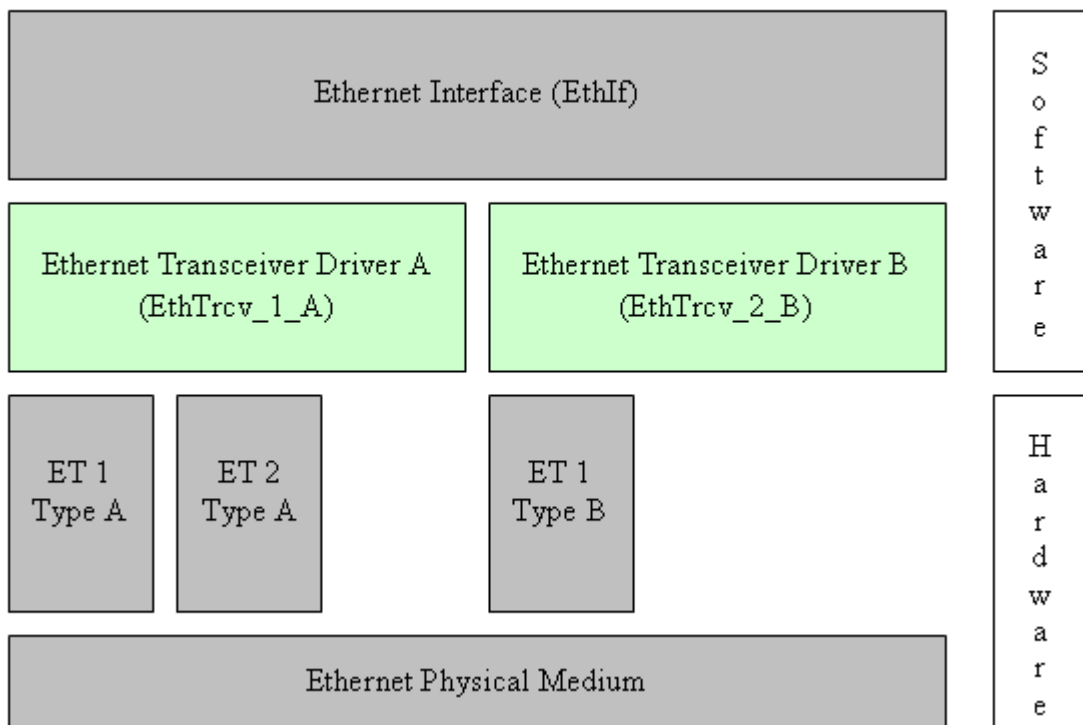 Ethernet Interface (EthIf)
Ethernet Transceiver Driver A
(EthTrcv_1_A)
Ethernet Transceiver Driver B
(EthTrcv_2_B)
S
o
f
t
w
a
r
e
ET 1
Type A
ET 2
Type A
ET 1
Type B
H
a
r
d
w
a
r
e
Ethernet Physical Medium